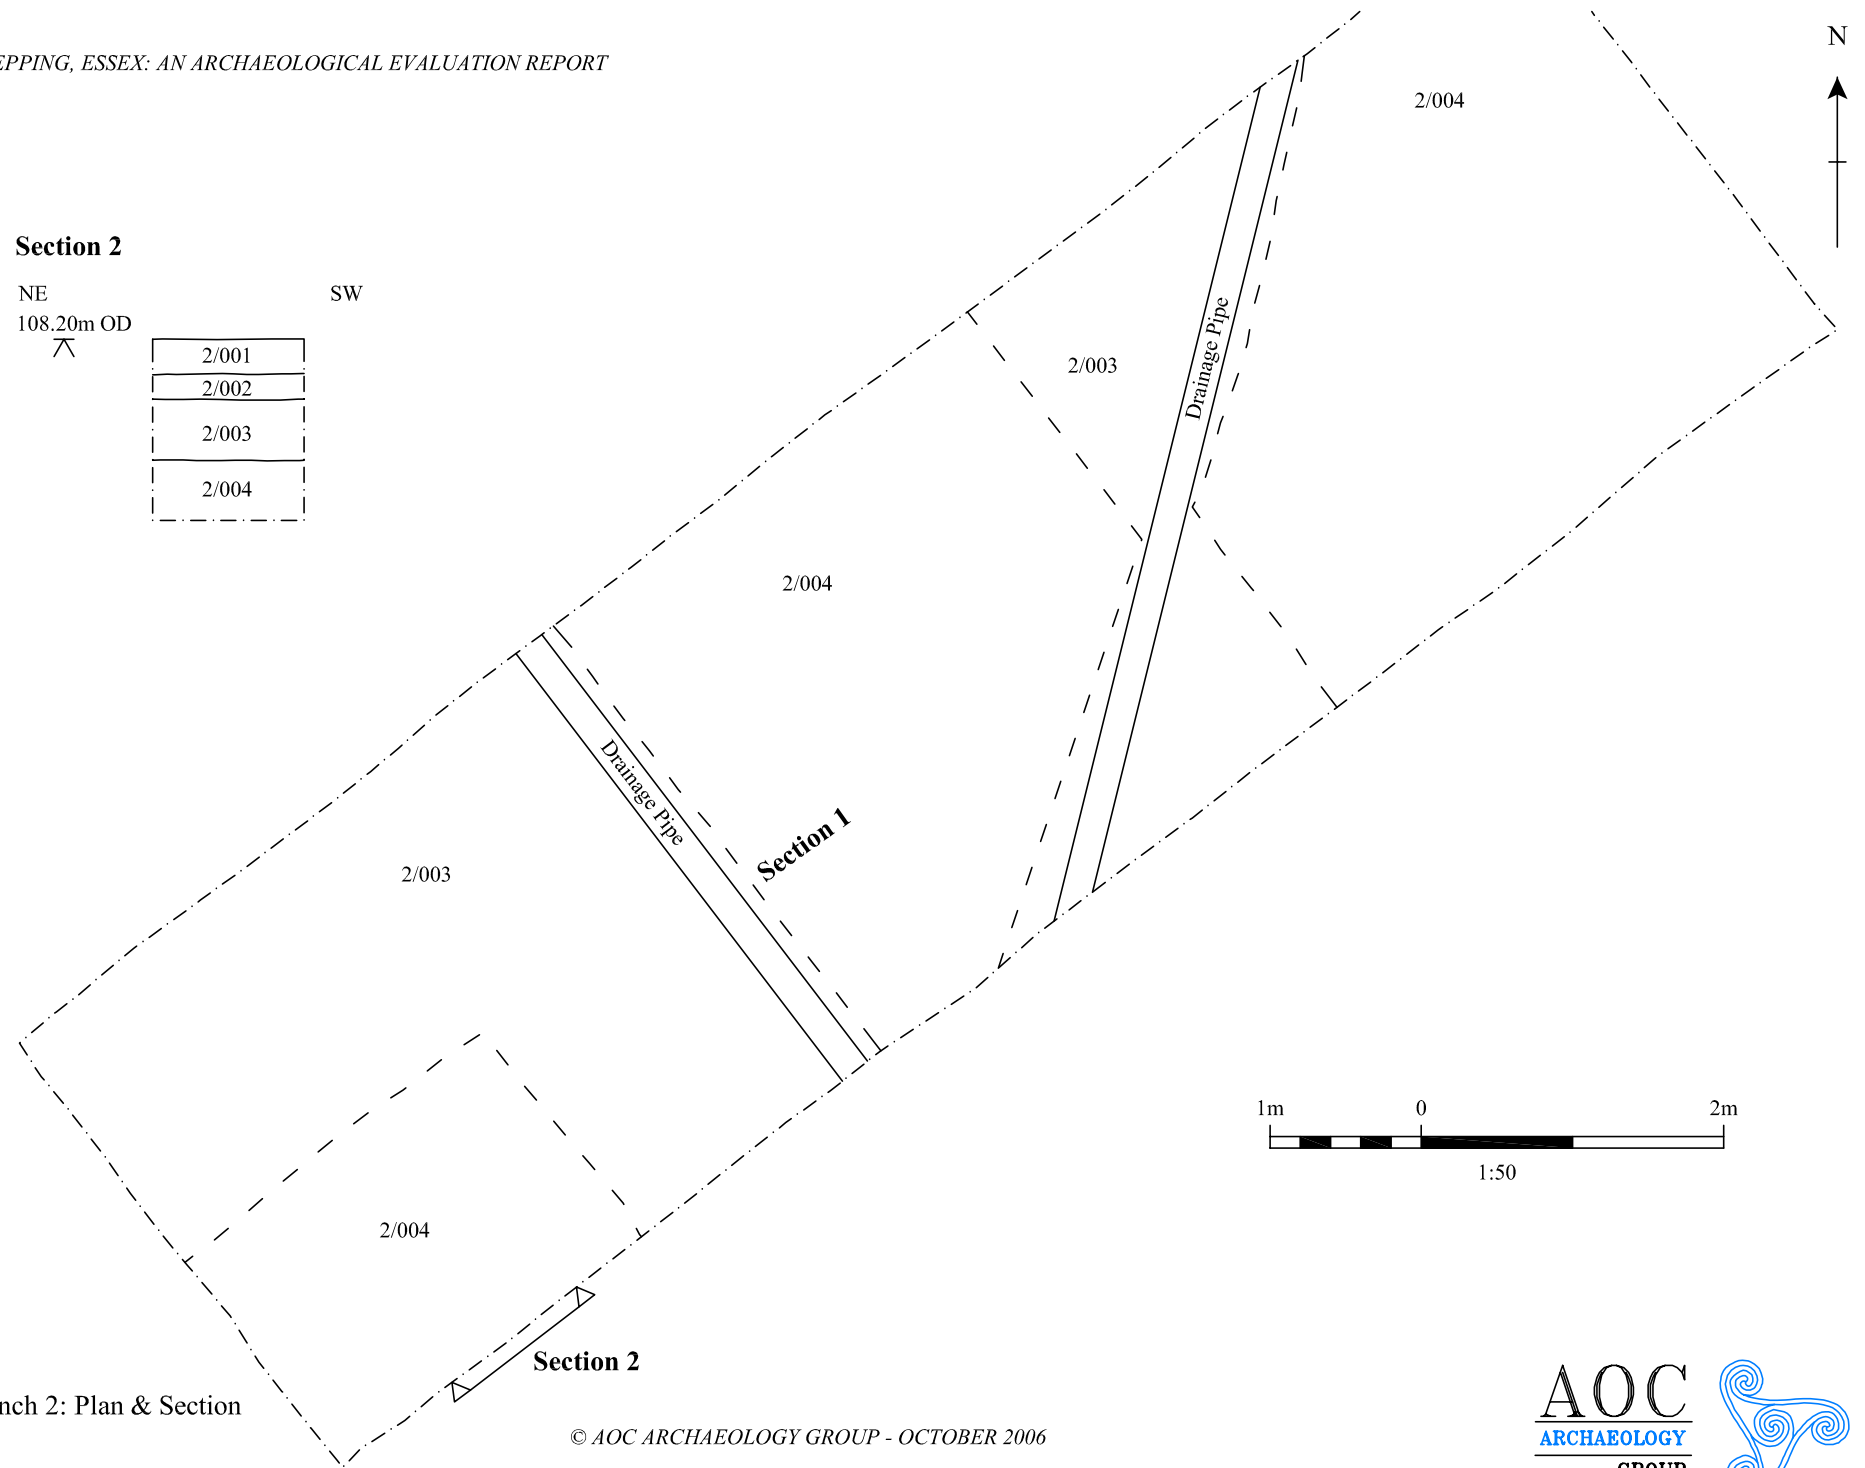 EPPING, ESSEX: AN ARCHAEOLOGICAL EVALUATION REPORT
N
2/004
Section 2
NE SW
108.20m OD
2/001
2/002
2/003
2/004
2/003
Drainage Pipe
2/004
Drainage Pipe
Section 1
2/003
1m 0 2m
1:50
2/004
Section 2
nch 2: Plan & Section
© AOC ARCHAEOLOGY GROUP - OCTOBER 2006
AOC
ARCHAEOLOGY
GROUP